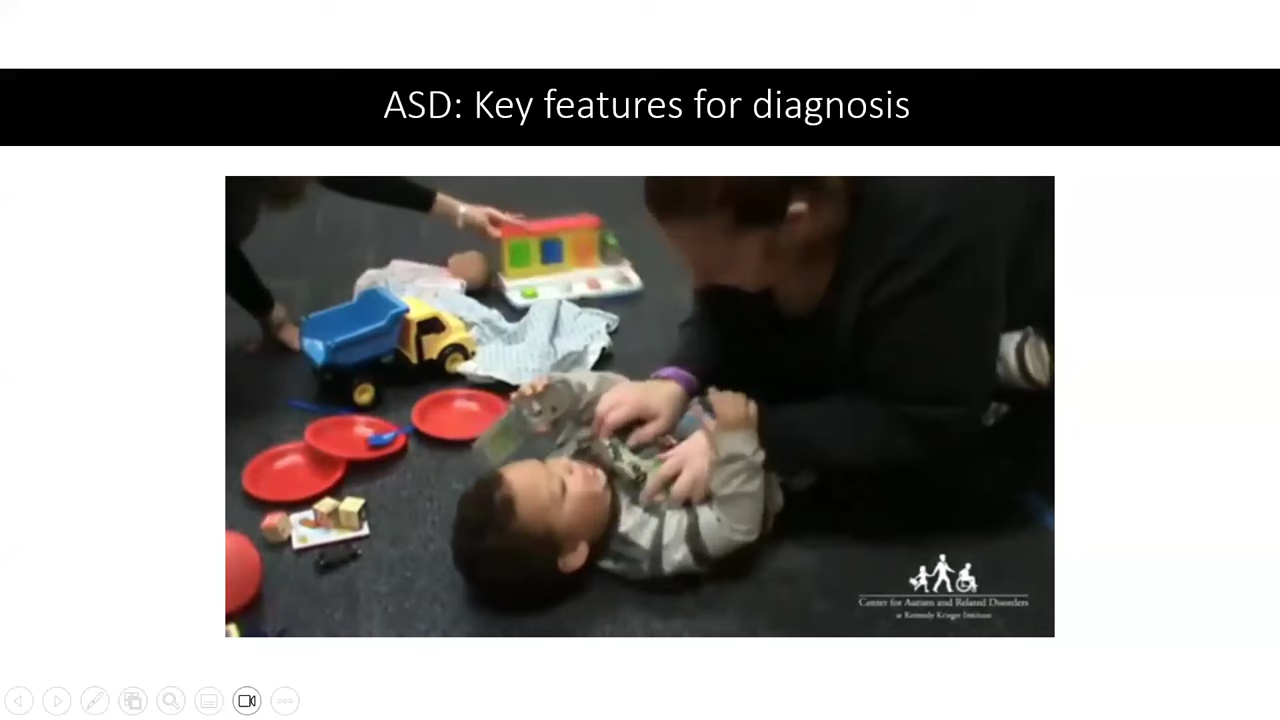 ASD: Key features for diagnosis
Center for Autism and Related Disorders
at Kennedy Krieger Institute